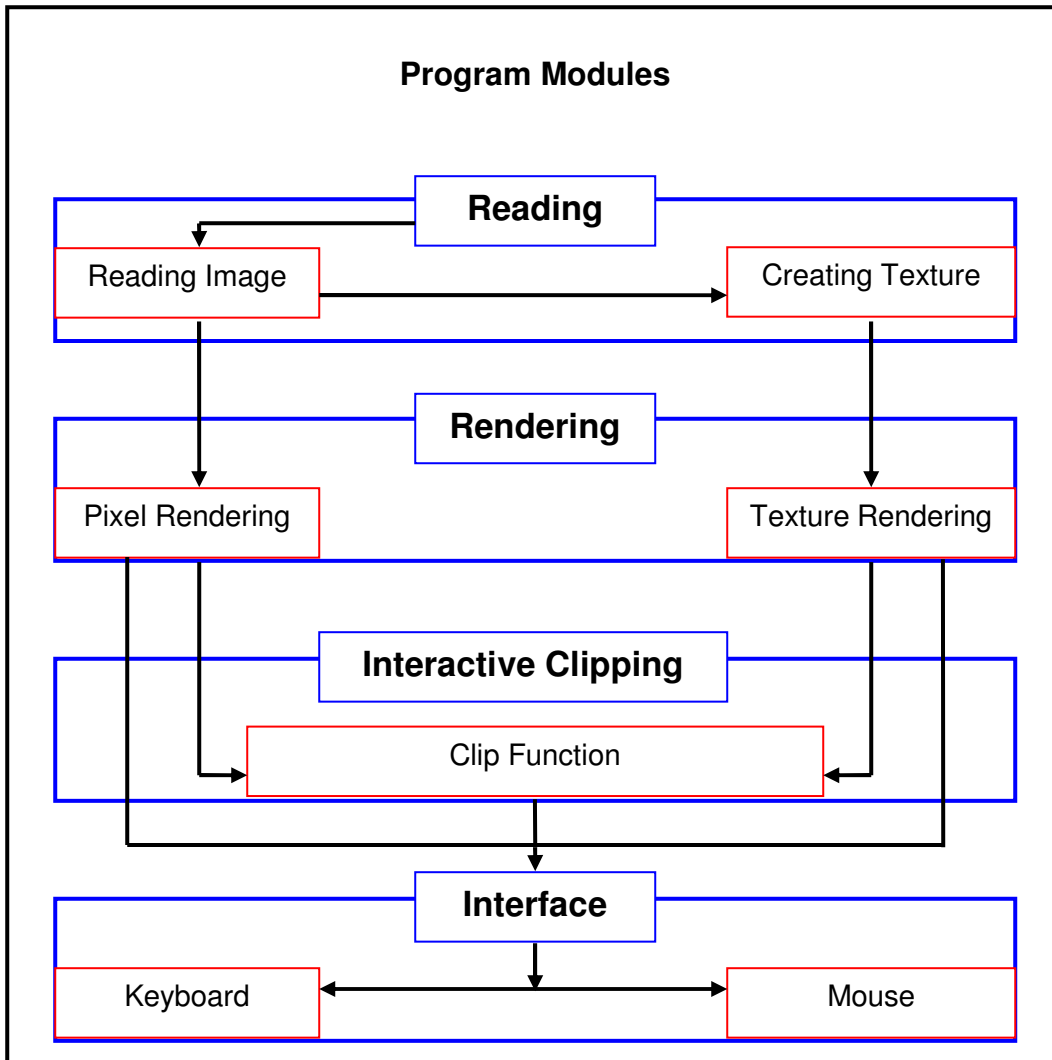 Program Modules
Reading
Reading Image
Creating Texture
Rendering
Pixel Rendering
Texture Rendering
Interactive Clipping
Clip Function
Interface
Keyboard
Mouse